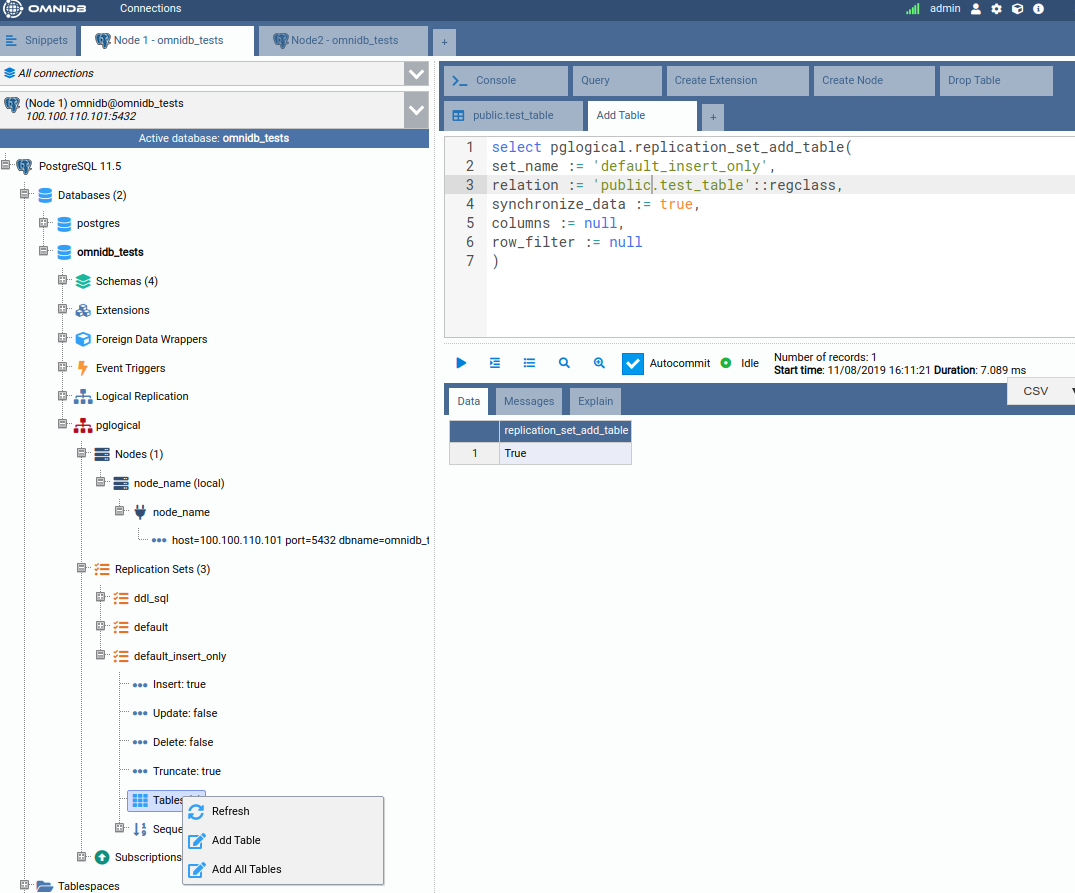 OMNIDB Connections admin
Snippets Node 1 - omnidb_tests Node2 - omnidb_tests +
All connections
(Node 1) omnidb@omnidb_tests
100.100.110.101:5432
Active database: omnidb_tests
PostgreSQL 11.5
Databases (2)
postgres
omnidb_tests
Schemas (4)
Extensions
Foreign Data Wrappers
Event Triggers
Logical Replication
pglogical
Nodes (1)
node_name (local)
node_name
host=100.100.110.101 port=5432 dbname=omnidb_t
Replication Sets (3)
ddl_sql
default
default_insert_only
Insert: true
Update: false
Delete: false
Truncate: true
Tables
Seque
Subscriptions
Tablespaces
Refresh
Add Table
Add All Tables
Console Query Create Extension Create Node Drop Table
public.test_table Add Table +
1 select pglogical.replication_set_add_table(
2 set_name := 'default_insert_only',
3 relation := 'public.test_table'::regclass,
4 synchronize_data := true,
5 columns := null,
6 row_filter := null
7 )
Autocommit Idle
Number of records: 1
Start time: 11/08/2019 16:11:21 Duration: 7.089 ms
CSV
Data Messages Explain
replication_set_add_table
1 True